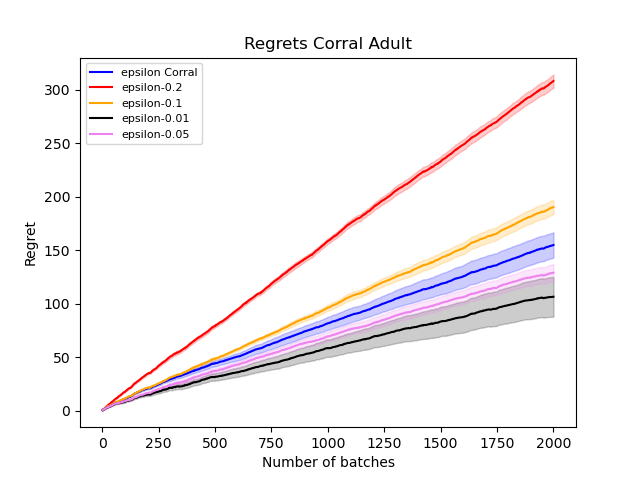 Regrets Corral Adult
epsilon Corral
epsilon-0.2
epsilon-0.1
epsilon-0.01
epsilon-0.05
Regret
300
250
200
150
100
50
0
0 250 500 750 1000 1250 1500 1750 2000
Number of batches